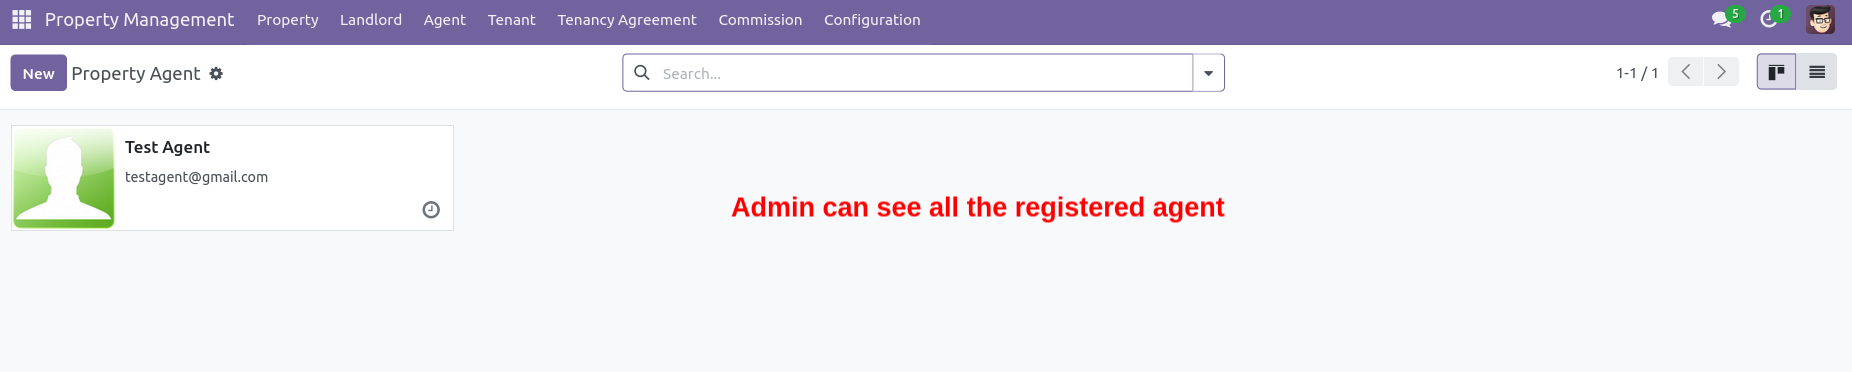 Property Management Property Landlord Agent Tenant Tenancy Agreement Commission Configuration 5 1
New Property Agent Search... 1-1 / 1
Test Agent
testagent@gmail.com
Admin can see all the registered agent